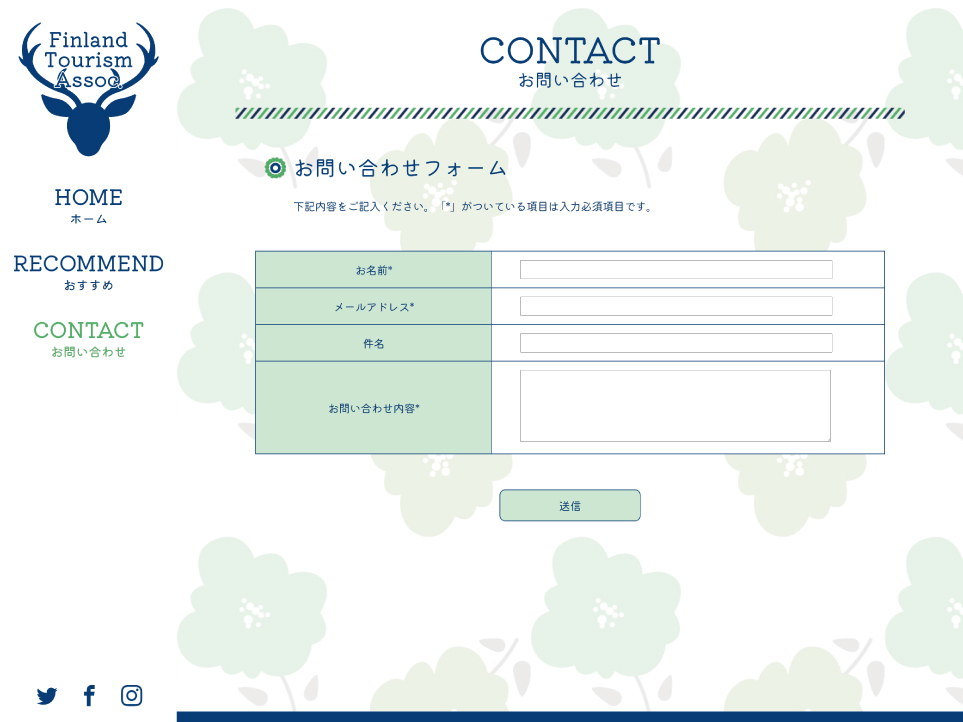 Finland
Tourism
Assoc.
HOME
ホーム
RECOMMEND
おすすめ
CONTACT
お問い合わせ
CONTACT
お問い合わせ
お問い合わせフォーム
下記内容をご記入ください。「*」がついている項目は入力必須項目です。
お名前*
メールアドレス*
件名
お問い合わせ内容*
送信